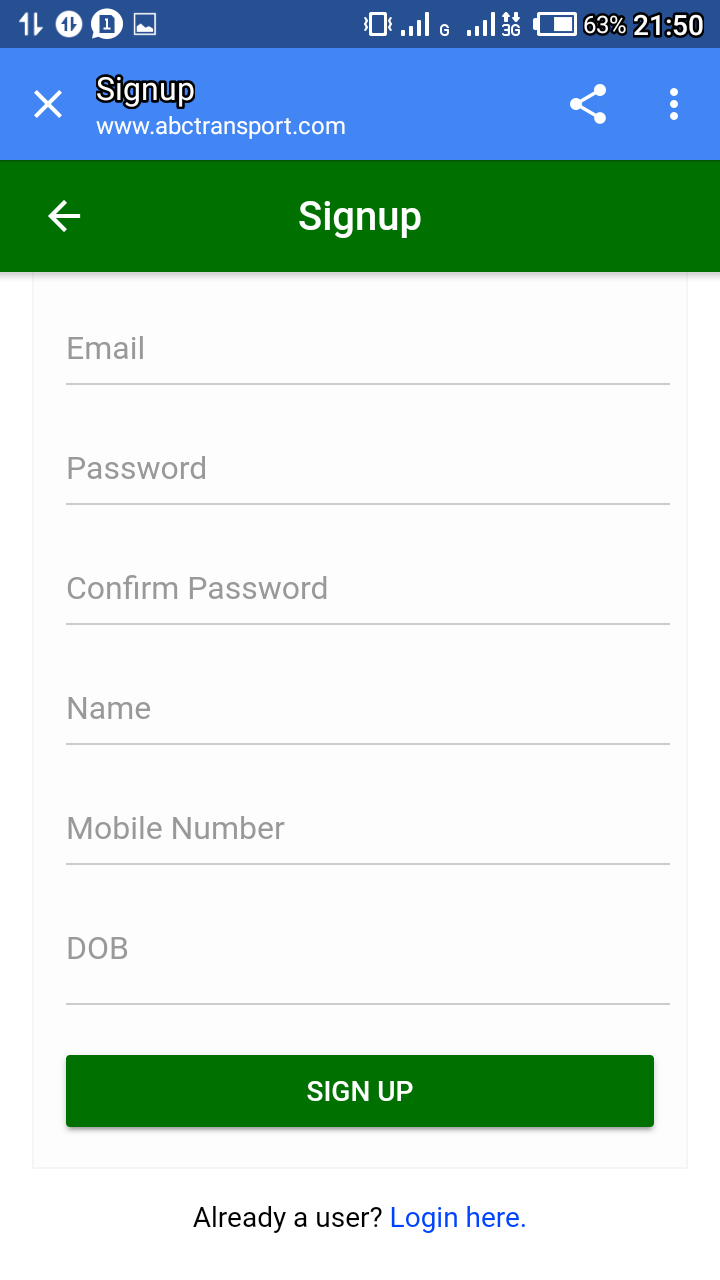 1 G 3G 63% 21:50
Signup
www.abctransport.com
Signup
Email
Password
Confirm Password
Name
Mobile Number
DOB
SIGN UP
Already a user? Login here.